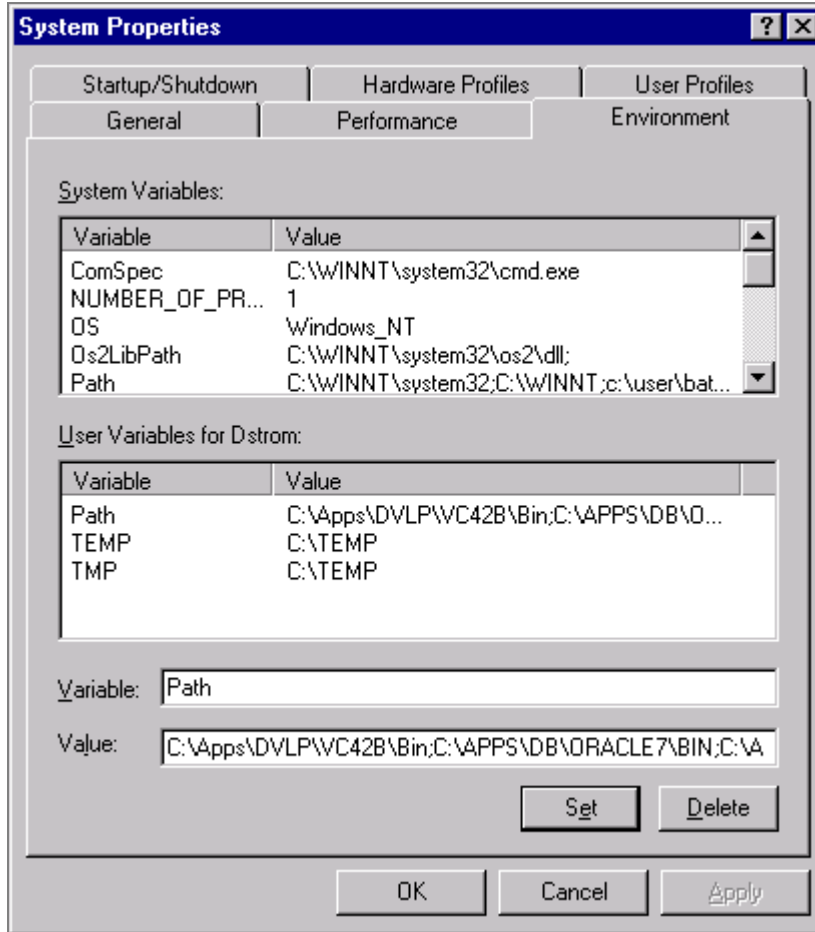 System Properties
Startup/Shutdown Hardware Profiles User Profiles
General Performance Environment
System Variables:
Variable Value
ComSpec C:\WINNT\system32\cmd.exe
NUMBER_OF_PR... 1
OS Windows_NT
Os2LibPath C:\WINNT\system32\os2\dll;
Path C:\WINNT\system32;C:\WINNT;c:\user\bat...
User Variables for Dstrom:
Variable Value
Path C:\Apps\DVLP\VC42B\Bin;C:\APPS\DB\O...
TEMP C:\TEMP
TMP C:\TEMP
Variable: Path
Value: C:\Apps\DVLP\VC42B\Bin;C:\APPS\DB\ORACLE7\BIN;C:\A
Set Delete
OK Cancel Apply